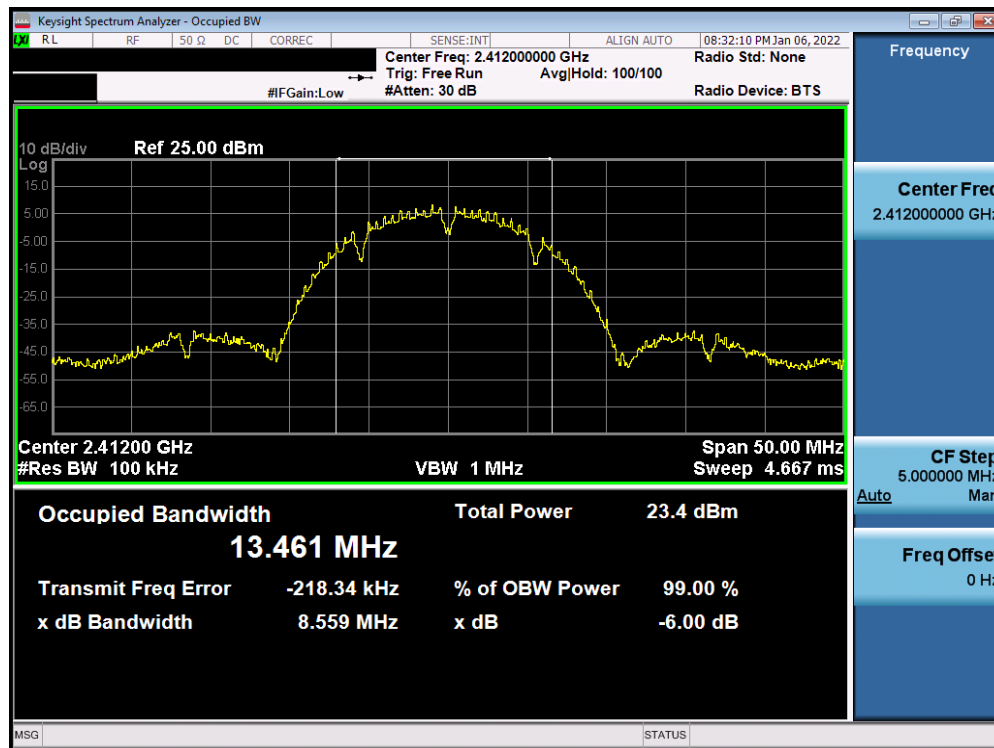 Keysight Spectrum Analyzer - Occupied BW
LXI RL RF 50 Ω DC CORREC SENSE:INT ALIGN AUTO 08:32:10 PM Jan 06, 2022
Center Freq: 2.412000000 GHz Radio Std: None
Trig: Free Run Avg|Hold: 100/100
#IFGain:Low #Atten: 30 dB Radio Device: BTS
10 dB/div Ref 25.00 dBm
Log
15.0
5.00
-5.00
-15.0
-25.0
-35.0
-45.0
-55.0
-65.0
Center 2.41200 GHz Span 50.00 MHz
#Res BW 100 kHz VBW 1 MHz Sweep 4.667 ms
Occupied Bandwidth Total Power 23.4 dBm
13.461 MHz
Transmit Freq Error -218.34 kHz % of OBW Power 99.00 %
x dB Bandwidth 8.559 MHz x dB -6.00 dB
MSG STATUS
Frequency
Center Freq
2.412000000 GHz
CF Step
5.000000 MHz
Auto Man
Freq Offset
0 Hz